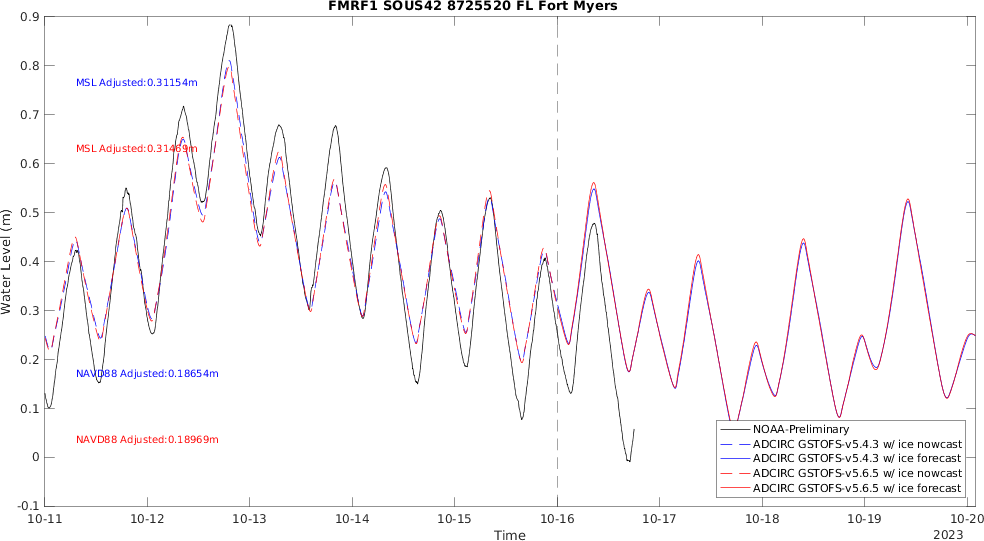 FMRF1 SOUS42 8725520 FL Fort Myers
0.9
0.8
0.7
0.6
0.5
0.4
0.3
0.2
0.1
0
-0.1
Water Level (m)
MSL Adjusted:0.31154m
MSL Adjusted:0.31469m
NAVD88 Adjusted:0.18654m
NAVD88 Adjusted:0.18969m
NOAA-Preliminary
ADCIRC GSTOFS-v5.4.3 w/ ice nowcast
ADCIRC GSTOFS-v5.4.3 w/ ice forecast
ADCIRC GSTOFS-v5.6.5 w/ ice nowcast
ADCIRC GSTOFS-v5.6.5 w/ ice forecast
10-11 10-12 10-13 10-14 10-15 10-16 10-17 10-18 10-19 10-20
Time
2023